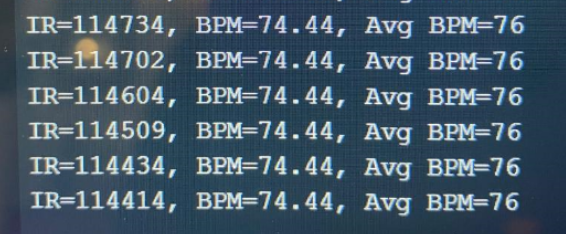 IR=114734, BPM=74.44, Avg BPM=76
IR=114702, BPM=74.44, Avg BPM=76
IR=114604, BPM=74.44, Avg BPM=76
IR=114509, BPM=74.44, Avg BPM=76
IR=114434, BPM=74.44, Avg BPM=76
IR=114414, BPM=74.44, Avg BPM=76